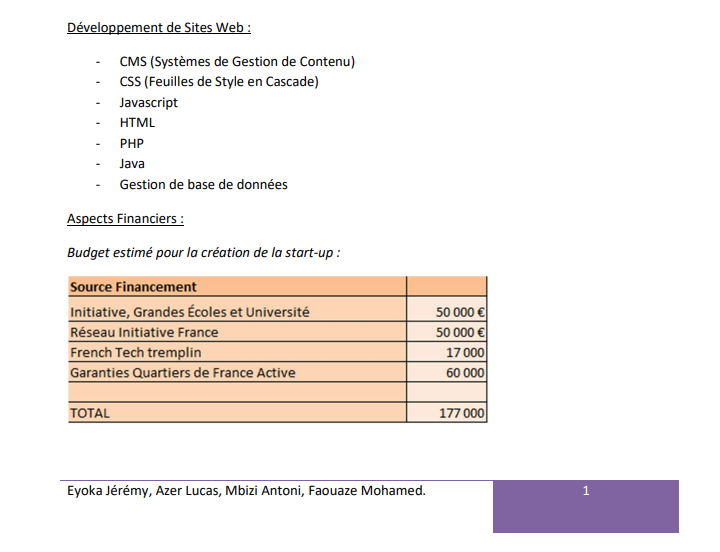 Développement de Sites Web :
- CMS (Systèmes de Gestion de Contenu)
- CSS (Feuilles de Style en Cascade)
- Javascript
- HTML
- PHP
- Java
- Gestion de base de données
Aspects Financiers :
Budget estimé pour la création de la start-up :
Source Financement
Initiative, Grandes Écoles et Université 50 000 €
Réseau Initiative France 50 000 €
French Tech tremplin 17 000
Garanties Quartiers de France Active 60 000
TOTAL 177 000
Eyoka Jérémy, Azer Lucas, Mbizi Antoni, Faouaze Mohamed. 1